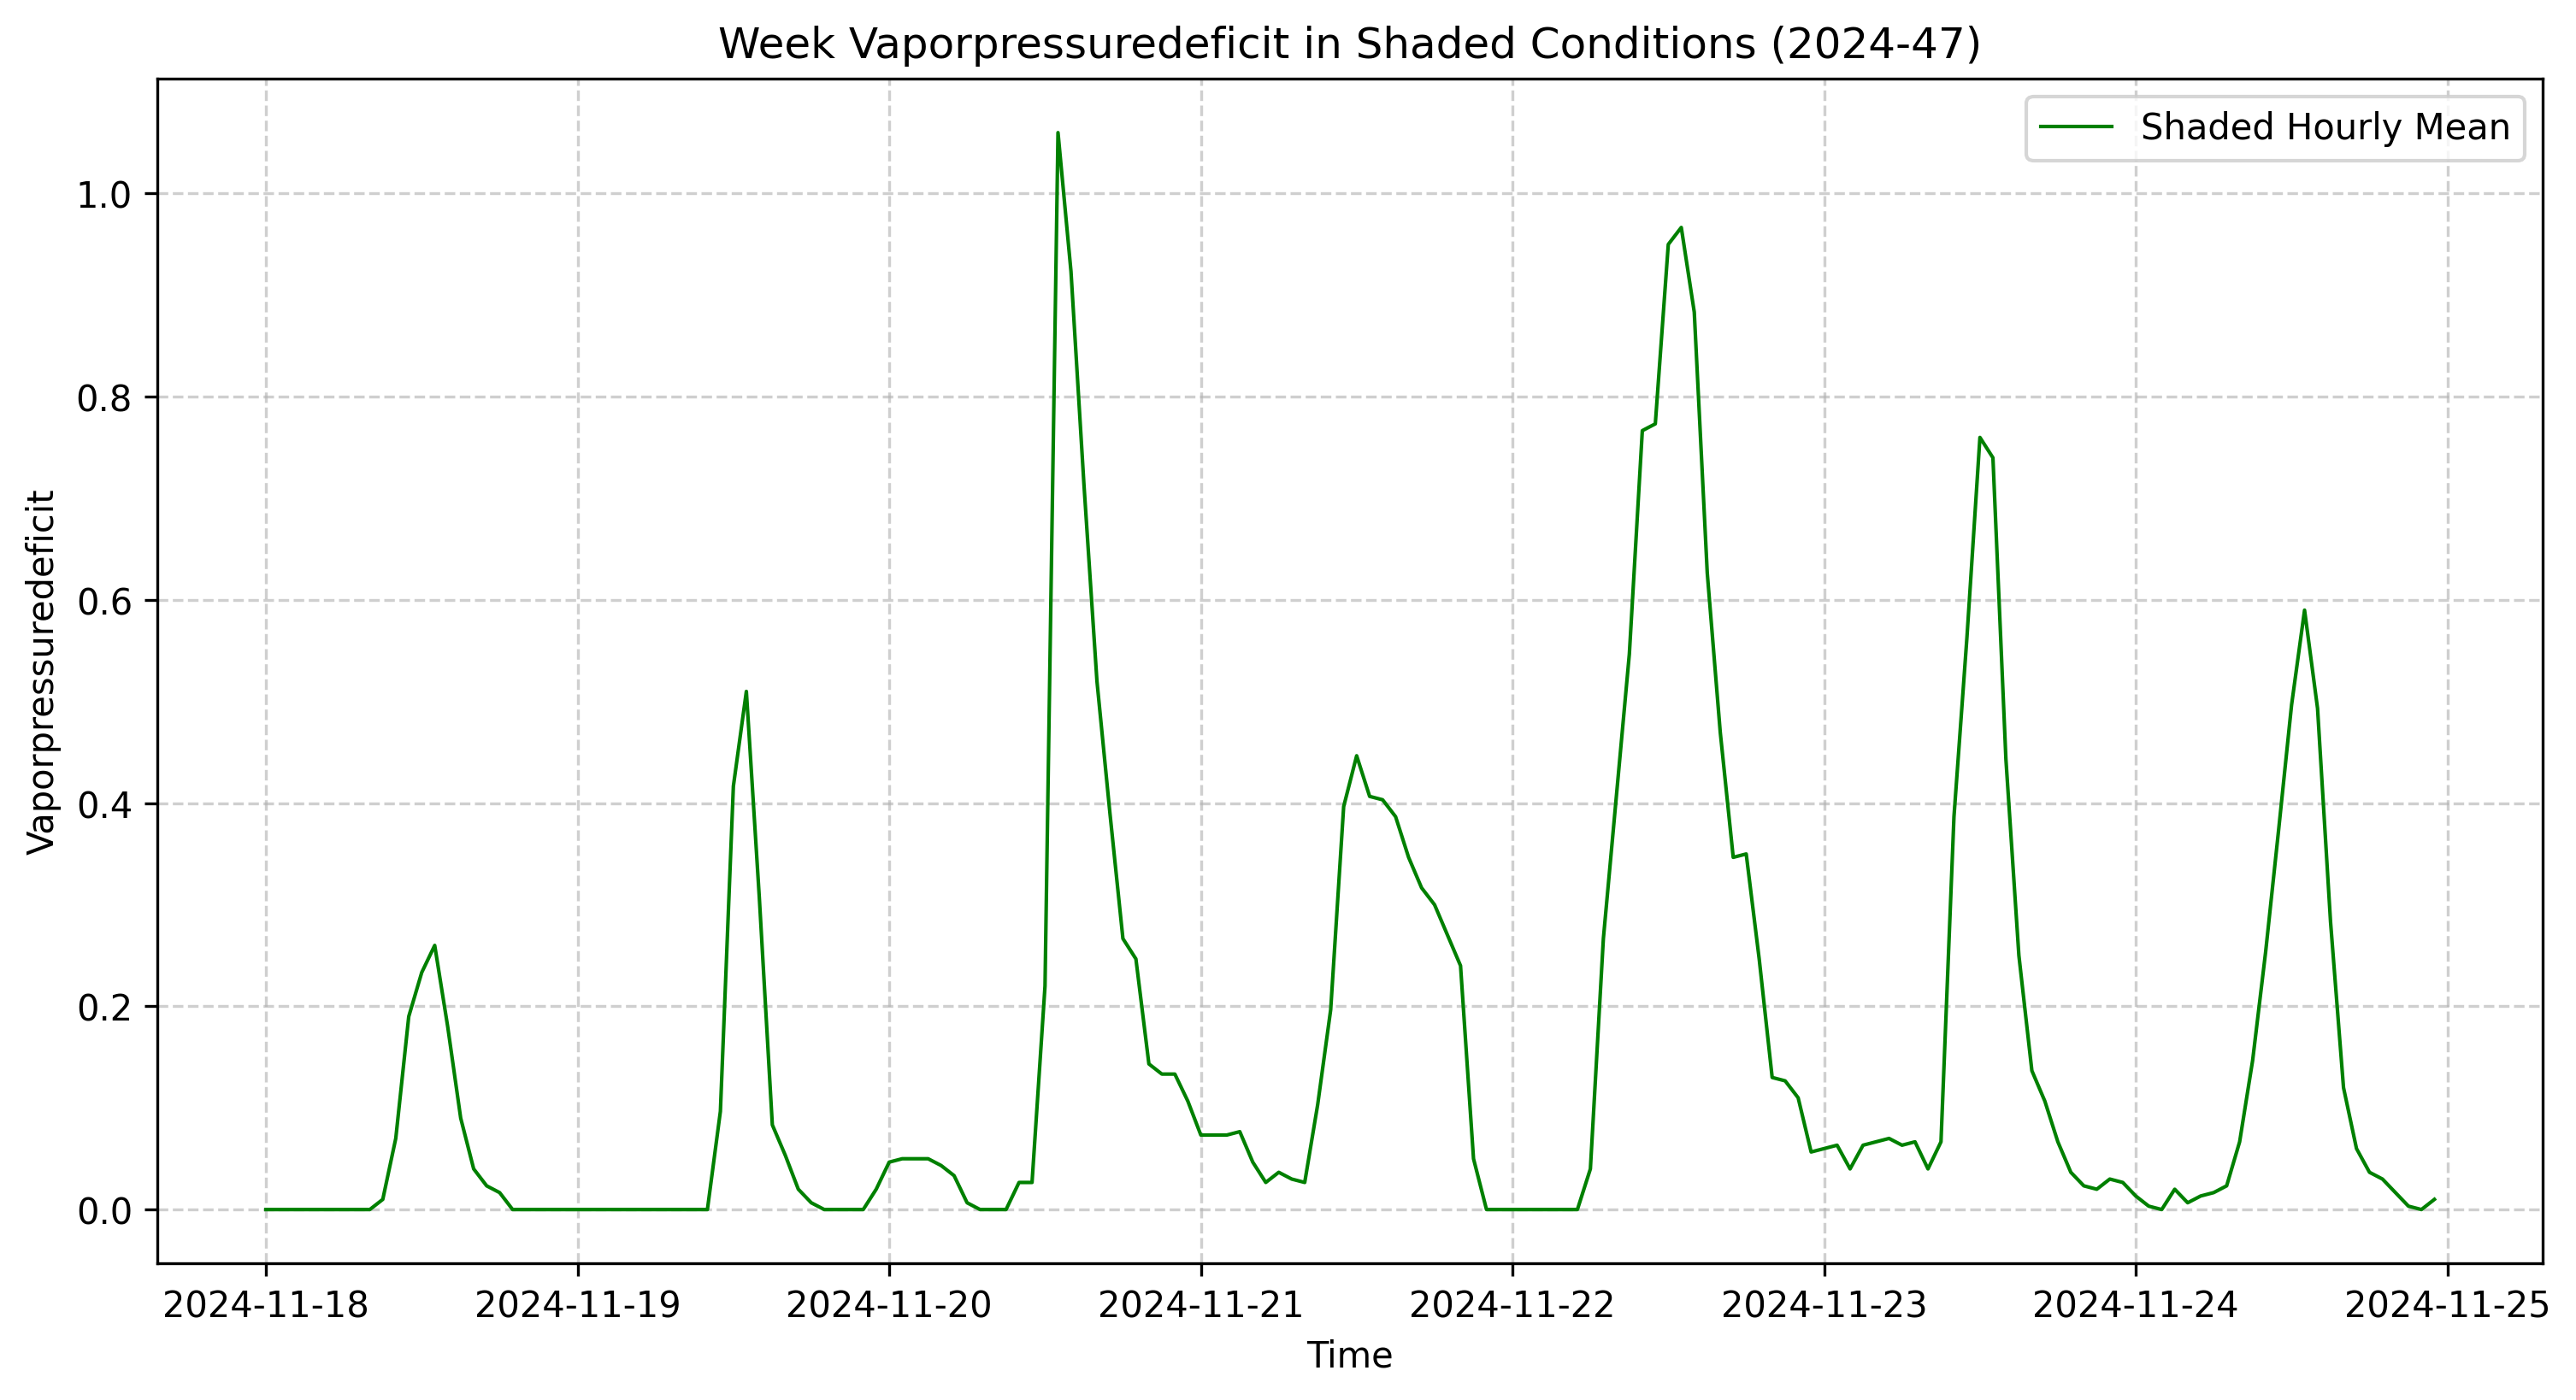 Week Vaporpressuredeficit in Shaded Conditions (2024-47)
Shaded Hourly Mean
Vaporpressuredeficit
1.0
0.8
0.6
0.4
0.2
0.0
2024-11-18 2024-11-19 2024-11-20 2024-11-21 2024-11-22 2024-11-23 2024-11-24 2024-11-25
Time